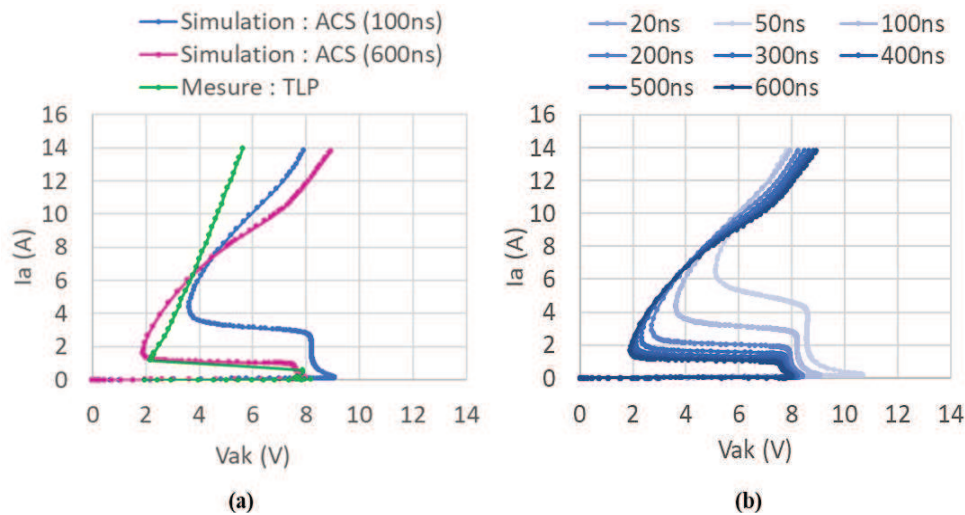 Simulation : ACS (100ns)
Simulation : ACS (600ns)
Mesure : TLP
16
14
12
10
8
6
4
2
0
Ia (A)
0 2 4 6 8 10 12 14
Vak (V)
(a)
20ns 50ns 100ns
200ns 300ns 400ns
500ns 600ns
16
14
12
10
8
6
4
2
0
Ia (A)
0 2 4 6 8 10 12 14
Vak (V)
(b)